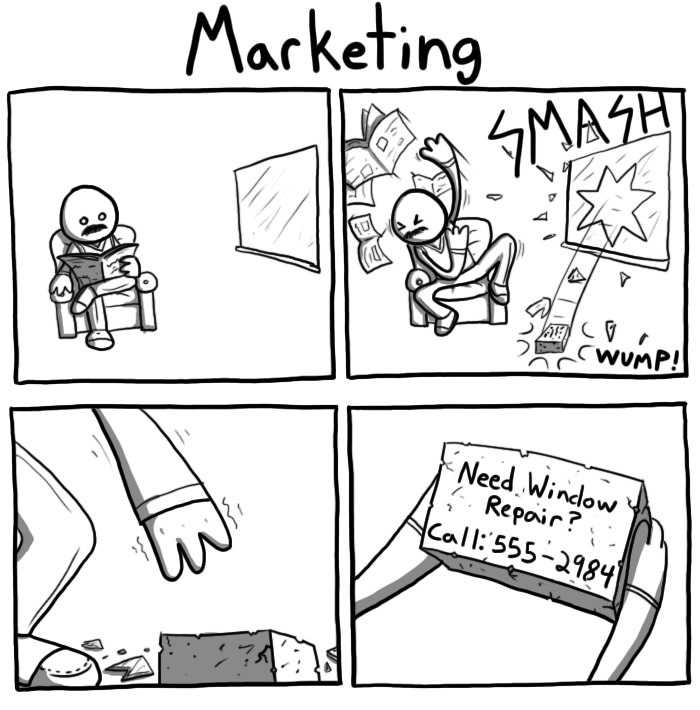 Marketing
SMASH
WUMP!
Need Window
Repair?
Call: 555-2984